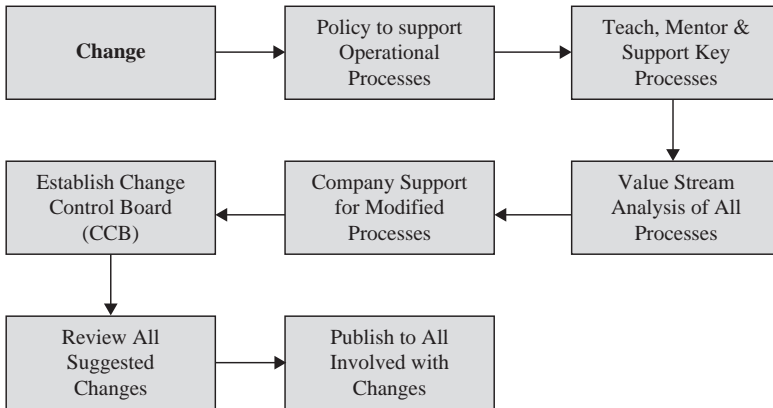 Change
Policy to support
Operational
Processes
Teach, Mentor &
Support Key
Processes
Value Stream
Analysis of All
Processes
Company Support
for Modified
Processes
Establish Change
Control Board
(CCB)
Review All
Suggested
Changes
Publish to All
Involved with
Changes